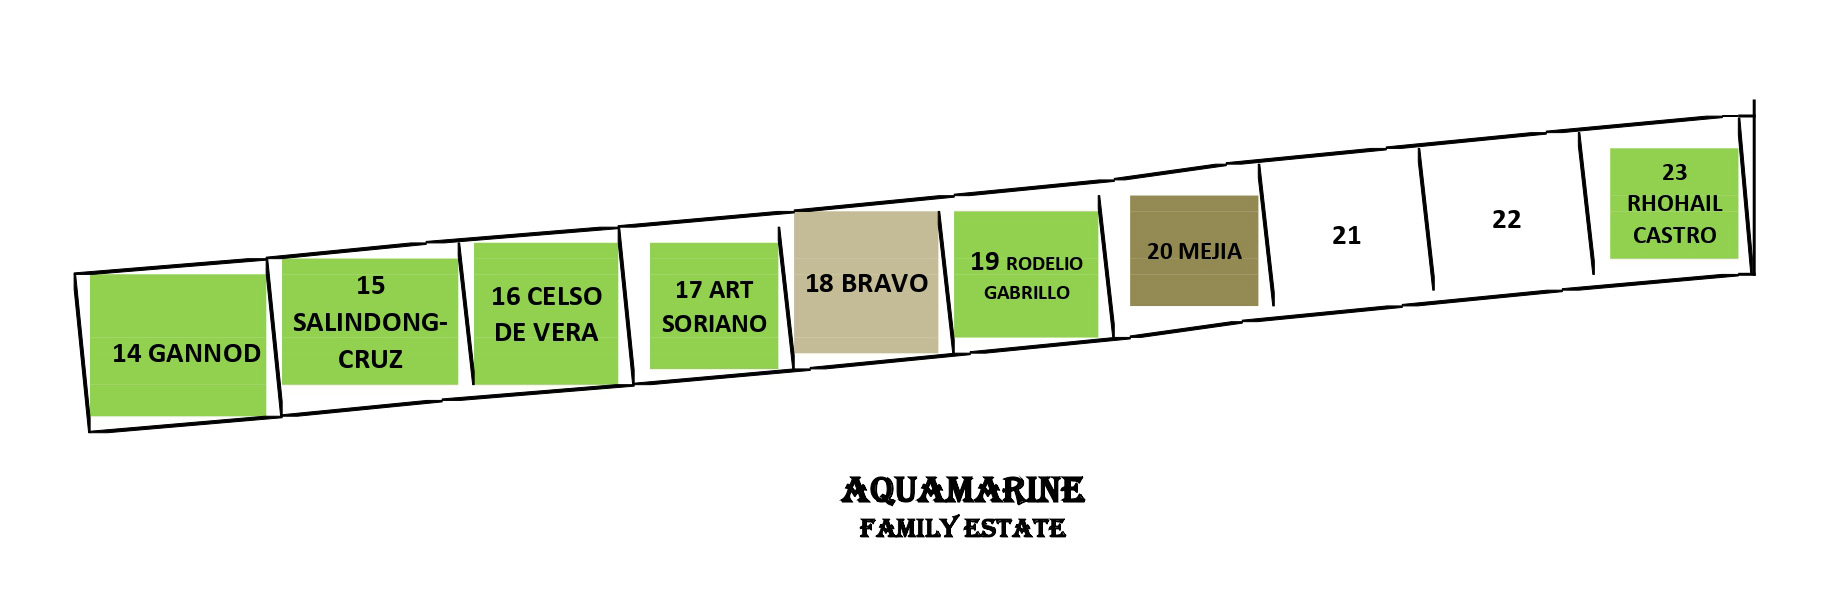 14 GANNOD
15
SALINDONG-
CRUZ
16 CELSO
DE VERA
17 ART
SORIANO
18 BRAVO
19 RODELIO
GABRILLO
20 MEJIA
21
22
23
RHOHAIL
CASTRO
AQUAMARINE
FAMILY ESTATE